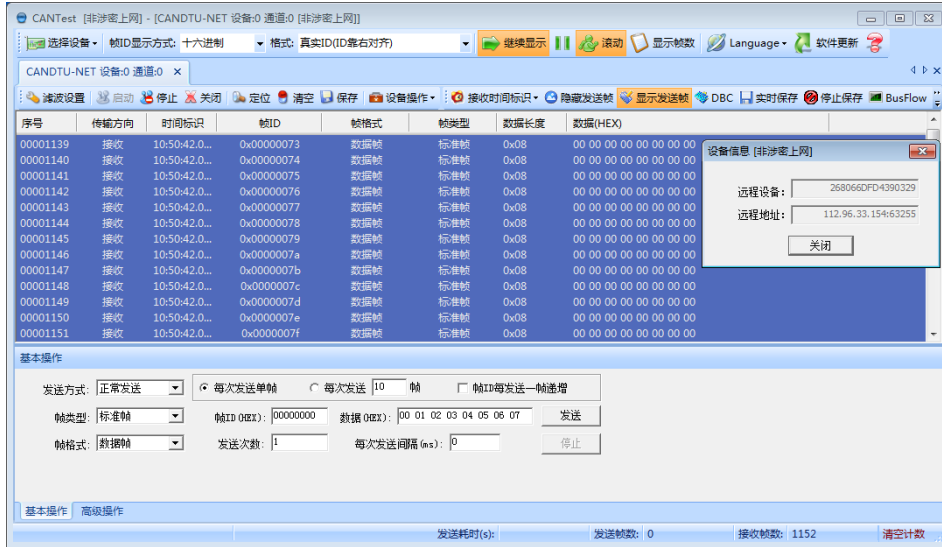 CANTest [非涉密上网] - [CANDTU-NET 设备:0 通道:0 [非涉密上网]]
选择设备 帧ID显示方式: 十六进制 格式: 真实ID(ID靠右对齐) 继续显示 滚动 显示帧数 Language 软件更新
CANDTU-NET 设备:0 通道:0 ×
滤波设置 启动 停止 关闭 定位 清空 保存 设备操作 接收时间标识 隐藏发送帧 显示发送帧 DBC 实时保存 停止保存 BusFlow
序号 传输方向 时间标识 帧ID 帧格式 帧类型 数据长度 数据(HEX)
00001139 接收 10:50:42.0... 0x00000073 数据帧 标准帧 0x08 00 00 00 00 00 00 00 00
00001140 接收 10:50:42.0... 0x00000074 数据帧 标准帧 0x08 00 00 00 00 00 00 00 00
00001141 接收 10:50:42.0... 0x00000075 数据帧 标准帧 0x08 00 00 00 00 00 00 00 00
00001142 接收 10:50:42.0... 0x00000076 数据帧 标准帧 0x08 00 00 00 00 00 00 00 00
00001143 接收 10:50:42.0... 0x00000077 数据帧 标准帧 0x08 00 00 00 00 00 00 00 00
00001144 接收 10:50:42.0... 0x00000078 数据帧 标准帧 0x08 00 00 00 00 00 00 00 00
00001145 接收 10:50:42.0... 0x00000079 数据帧 标准帧 0x08 00 00 00 00 00 00 00 00
00001146 接收 10:50:42.0... 0x0000007a 数据帧 标准帧 0x08 00 00 00 00 00 00 00 00
00001147 接收 10:50:42.0... 0x0000007b 数据帧 标准帧 0x08 00 00 00 00 00 00 00 00
00001148 接收 10:50:42.0... 0x0000007c 数据帧 标准帧 0x08 00 00 00 00 00 00 00 00
00001149 接收 10:50:42.0... 0x0000007d 数据帧 标准帧 0x08 00 00 00 00 00 00 00 00
00001150 接收 10:50:42.0... 0x0000007e 数据帧 标准帧 0x08 00 00 00 00 00 00 00 00
00001151 接收 10:50:42.0... 0x0000007f 数据帧 标准帧 0x08 00 00 00 00 00 00 00 00
设备信息 [非涉密上网]
远程设备: 268066DFD4390329
远程地址: 112.96.33.154:63255
关闭
基本操作
发送方式: 正常发送 每次发送单帧 每次发送 10 帧 帧ID每发送一帧递增
帧类型: 标准帧 帧ID(HEX): 00000000 数据(HEX): 00 01 02 03 04 05 06 07 发送
帧格式: 数据帧 发送次数: 1 每次发送间隔(ms): 0 停止
基本操作 高级操作
发送耗时(s): 发送帧数: 0 接收帧数: 1152 清空计数